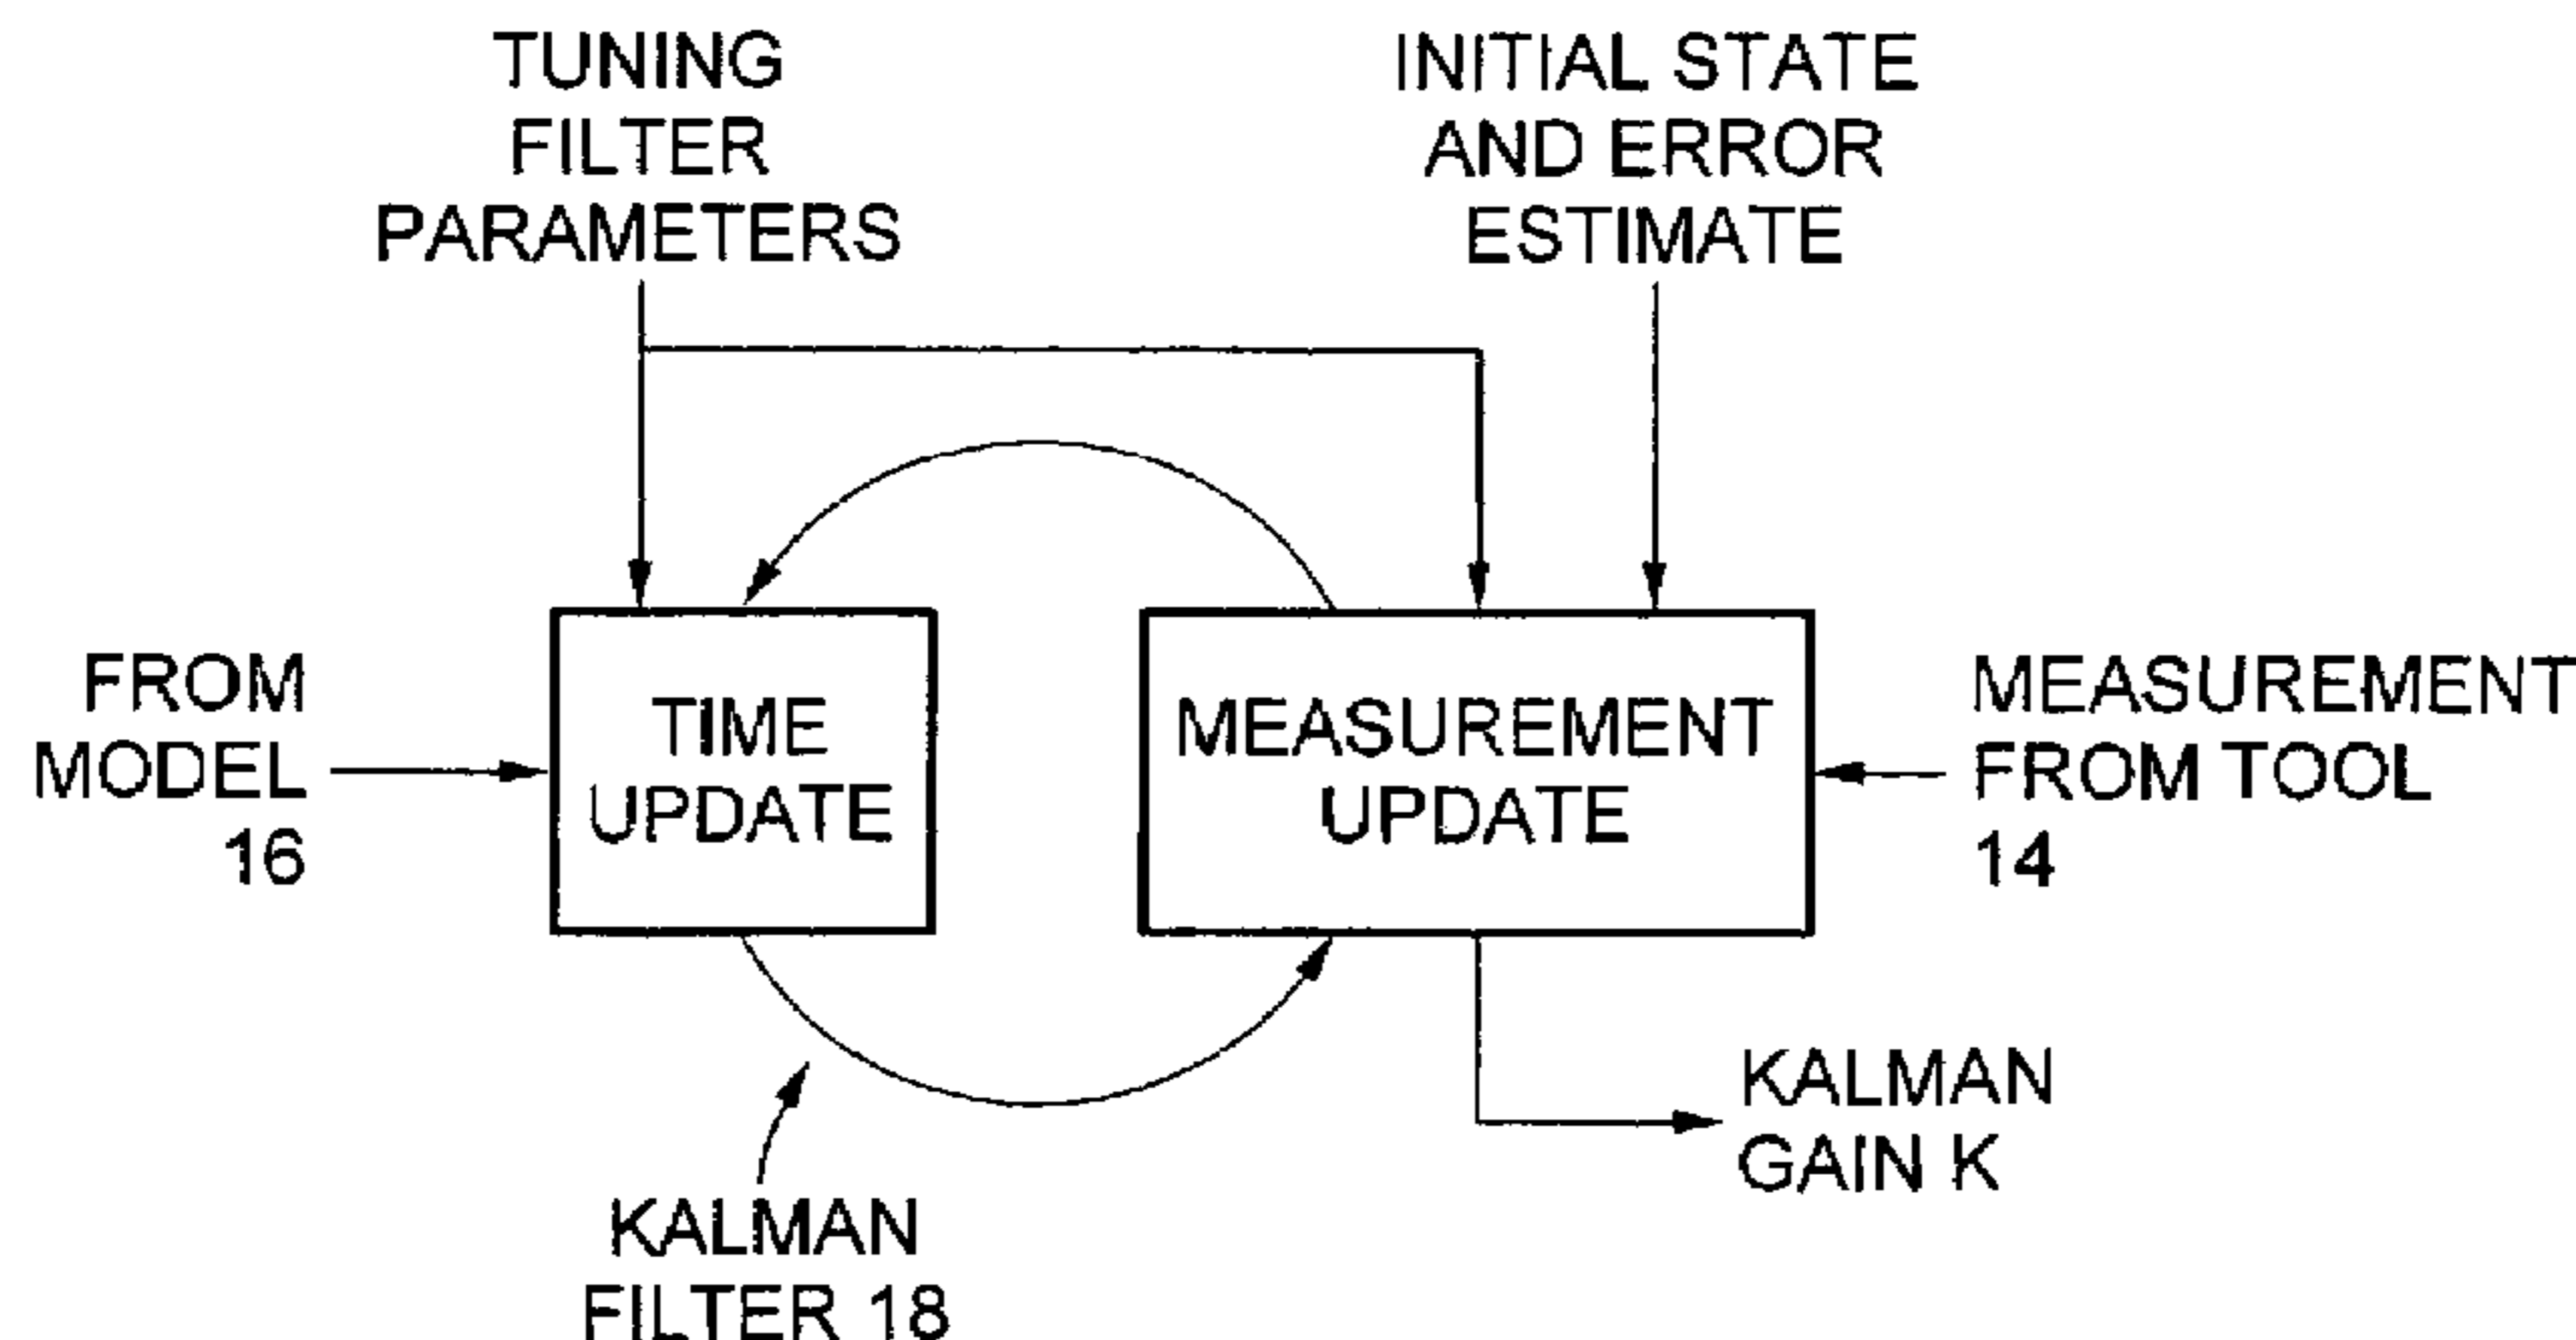 TUNING
FILTER
PARAMETERS
INITIAL STATE
AND ERROR
ESTIMATE
FROM
MODEL
16
TIME
UPDATE
MEASUREMENT
UPDATE
MEASUREMENT
FROM TOOL
14
KALMAN
GAIN K
KALMAN
FILTER 18